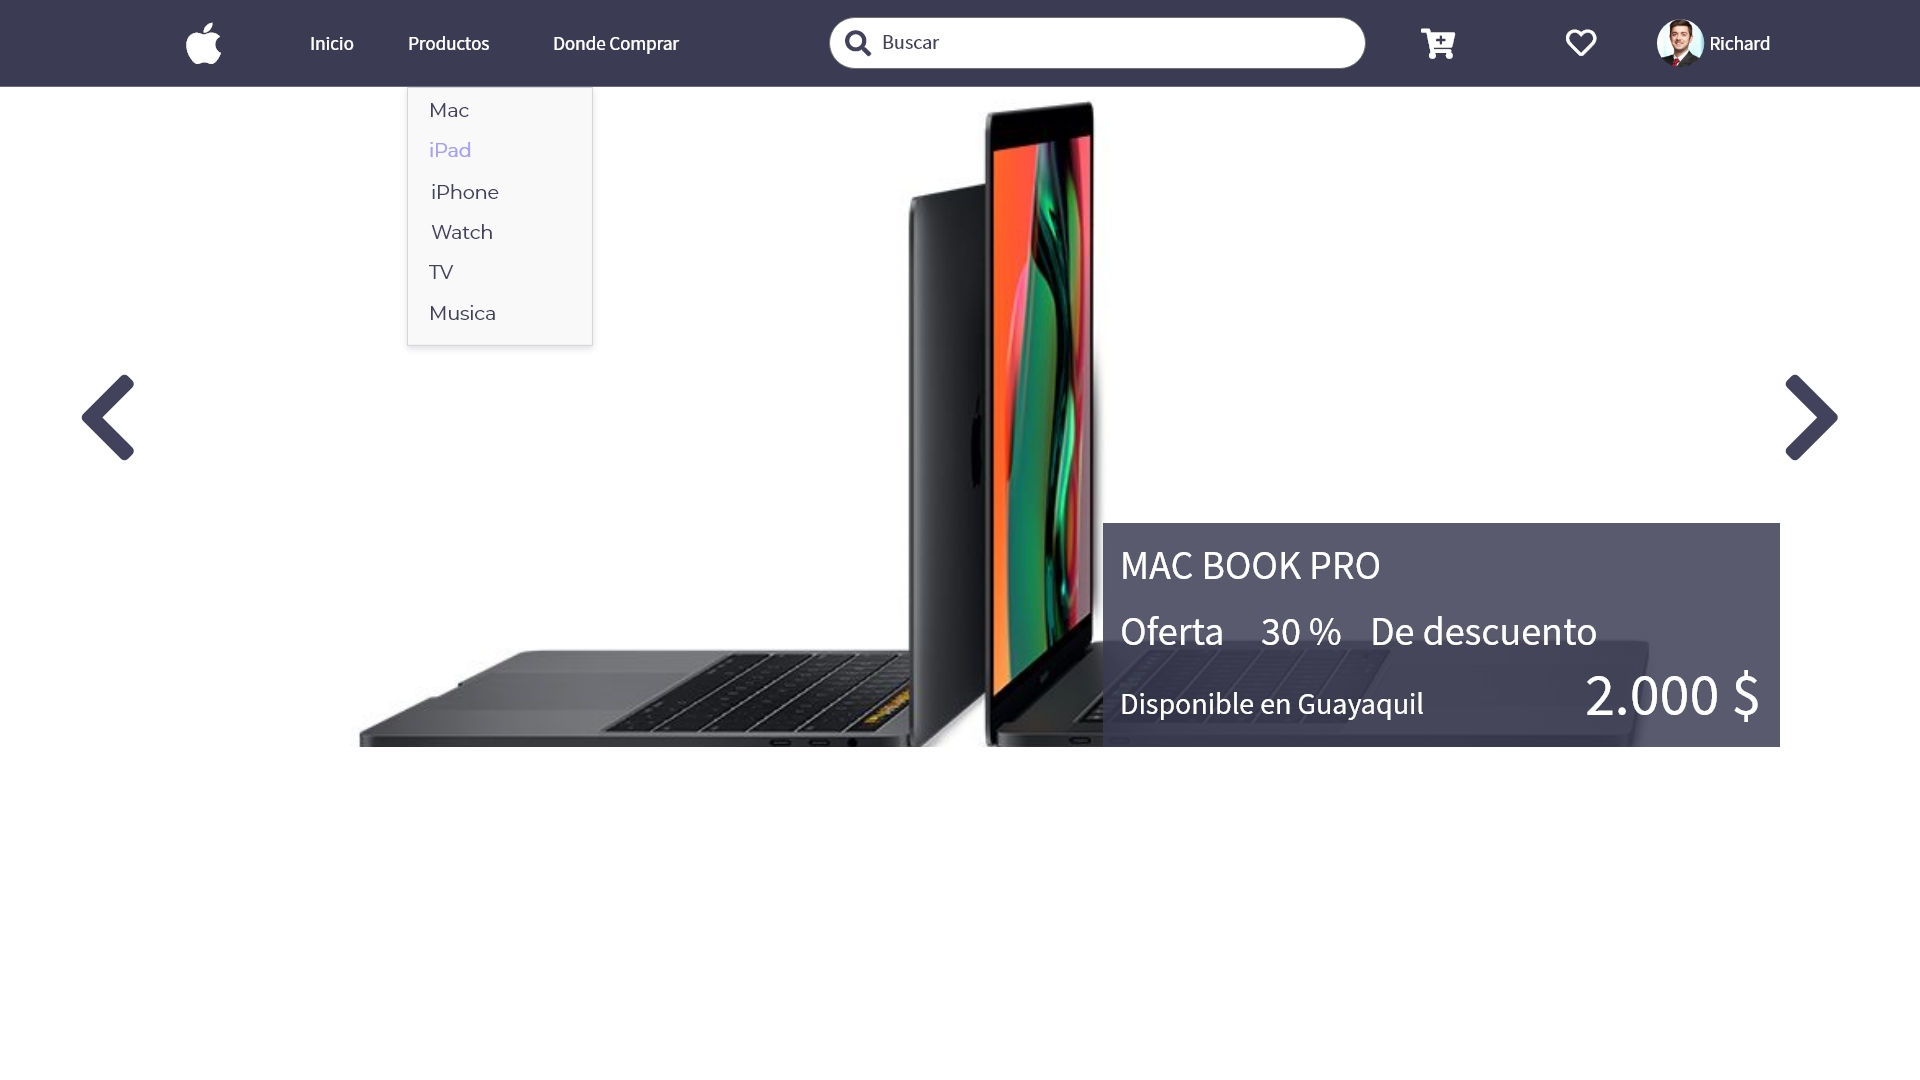 Inicio Productos Donde Comprar Buscar Richard
Mac
iPad
iPhone
Watch
TV
Musica
MAC BOOK PRO
Oferta 30 % De descuento
Disponible en Guayaquil 2.000 $